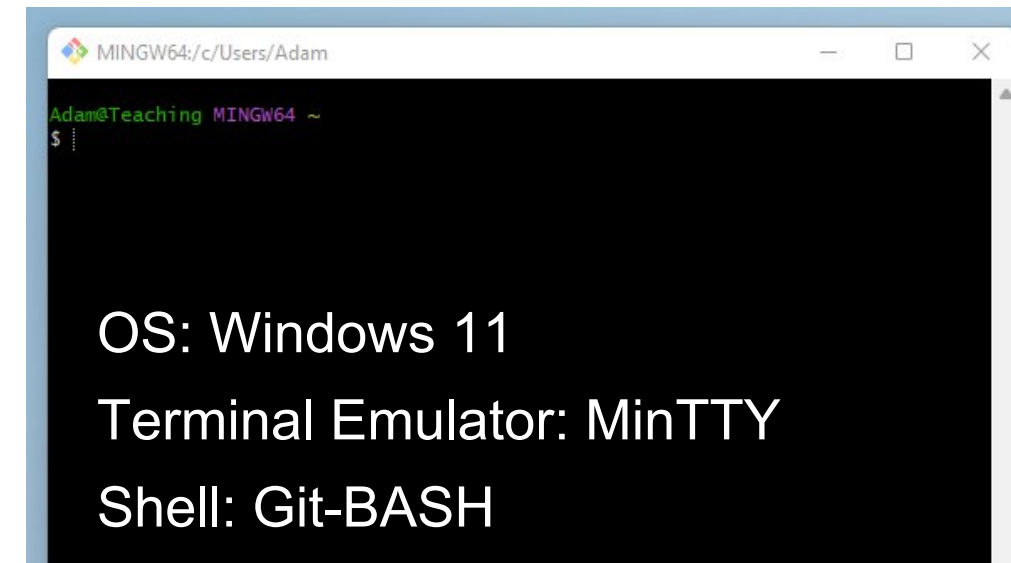 MINGW64:/c/Users/Adam
Adam@Teaching MINGW64 ~
$
OS: Windows 11
Terminal Emulator: MinTTY
Shell: Git-BASH